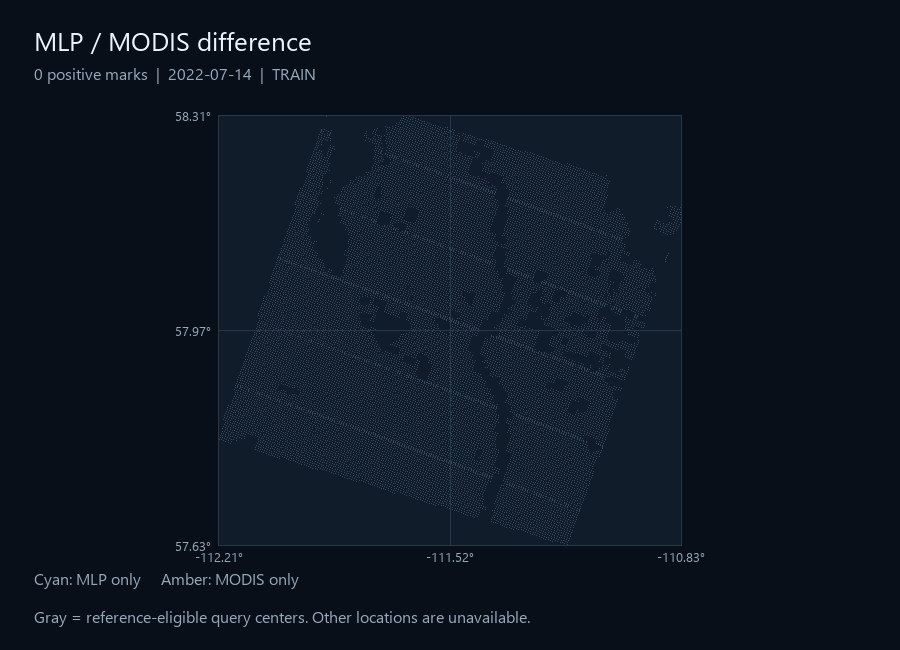 MLP / MODIS difference
0 positive marks | 2022-07-14 | TRAIN
58.31°
57.97°
57.63°
-112.21° -111.52° -110.83°
Cyan: MLP only Amber: MODIS only
Gray = reference-eligible query centers. Other locations are unavailable.